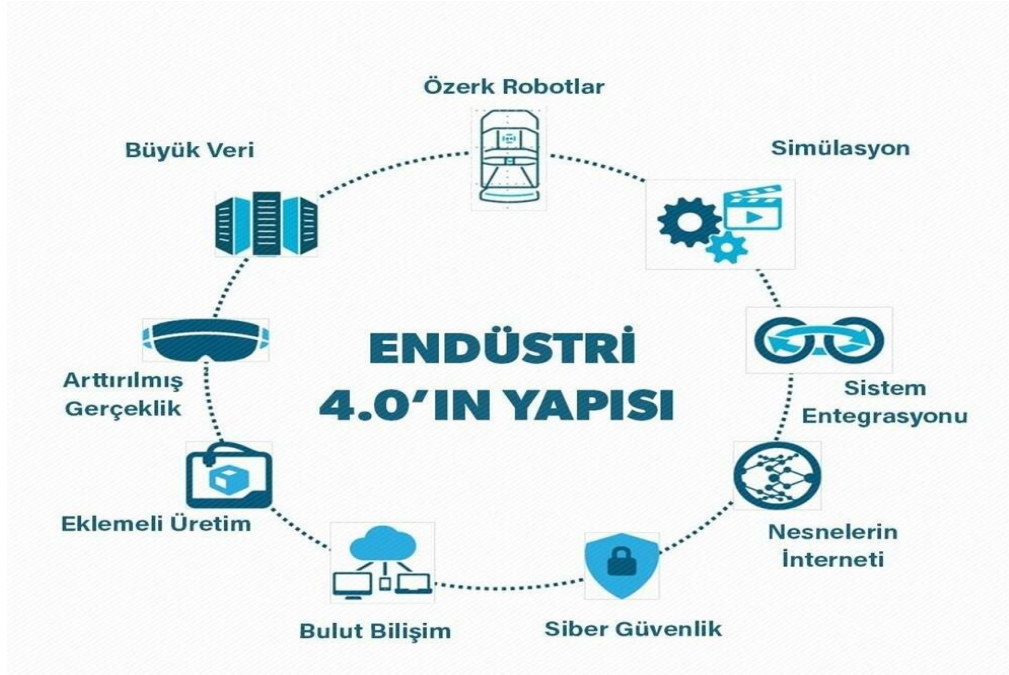 Özerk Robotlar
Büyük Veri
Simülasyon
ENDÜSTRİ
4.0’IN YAPISI
Arttırılmış
Gerçeklik
Sistem
Entegrasyonu
Eklemeli Üretim
Nesnelerin
İnterneti
Bulut Bilişim
Siber Güvenlik